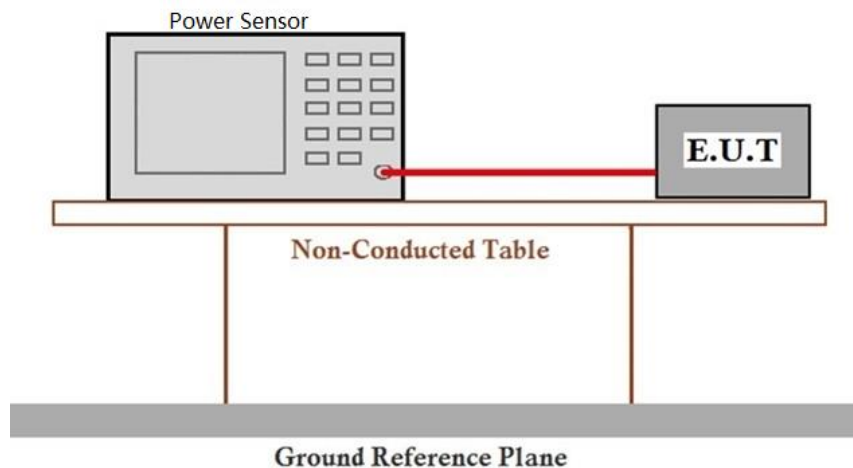 Power Sensor
E.U.T
Non-Conducted Table
Ground Reference Plane